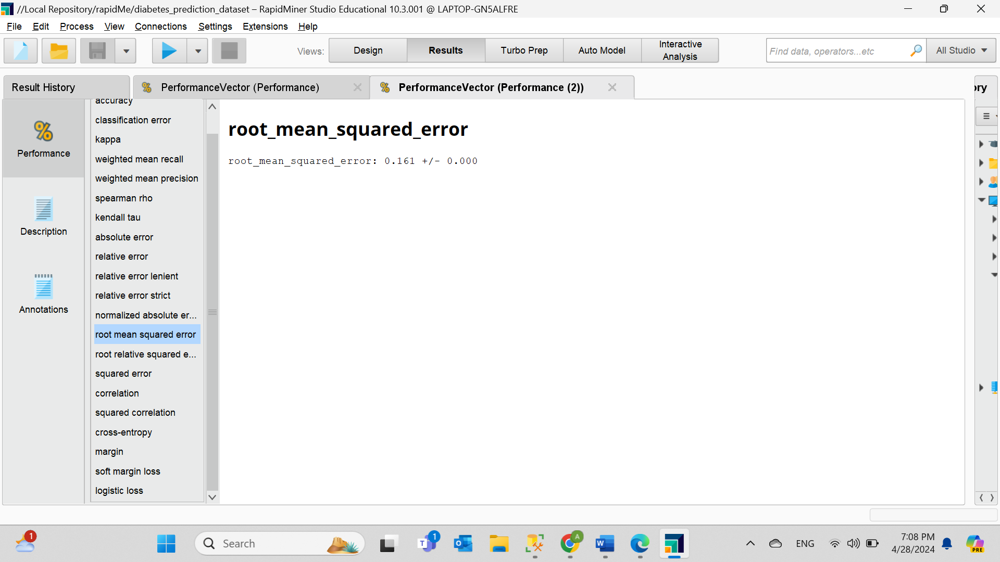 //Local Repository/rapidMe/diabetes_prediction_dataset – RapidMiner Studio Educational 10.3.001 @ LAPTOP-GN5ALFRE
File Edit Process View Connections Settings Extensions Help
Views: Design Results Turbo Prep Auto Model Interactive Analysis
Find data, operators...etc All Studio
Result History PerformanceVector (Performance) PerformanceVector (Performance (2)) ory
Performance
Description
Annotations
accuracy
classification error
kappa
weighted mean recall
weighted mean precision
spearman rho
kendall tau
absolute error
relative error
relative error lenient
relative error strict
normalized absolute er...
root mean squared error
root relative squared e...
squared error
correlation
squared correlation
cross-entropy
margin
soft margin loss
logistic loss
root_mean_squared_error
root_mean_squared_error: 0.161 +/- 0.000
1
Search
1
A
ENG
7:08 PM
4/28/2024
PRE